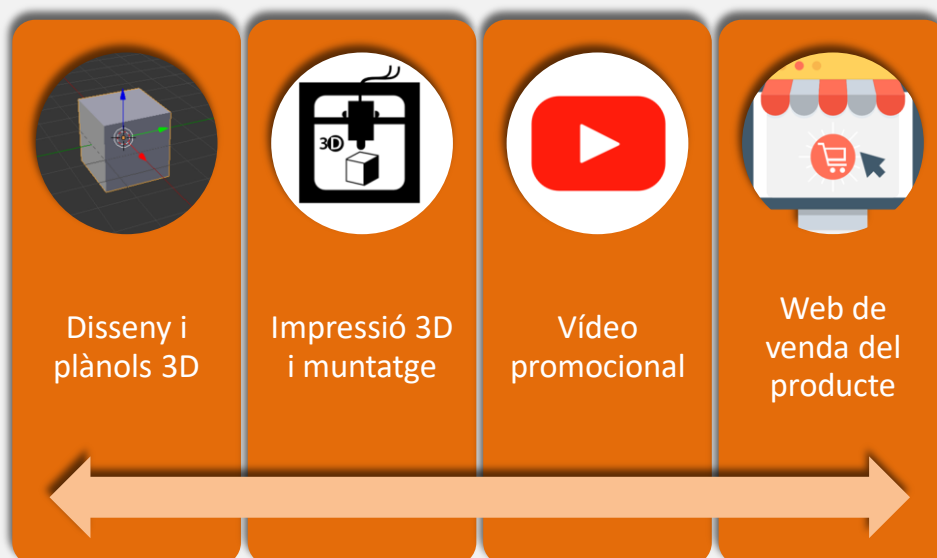 3D
Disseny i
plànols 3D
Impressió 3D
i muntatge
Vídeo
promocional
Web de
venda del
producte